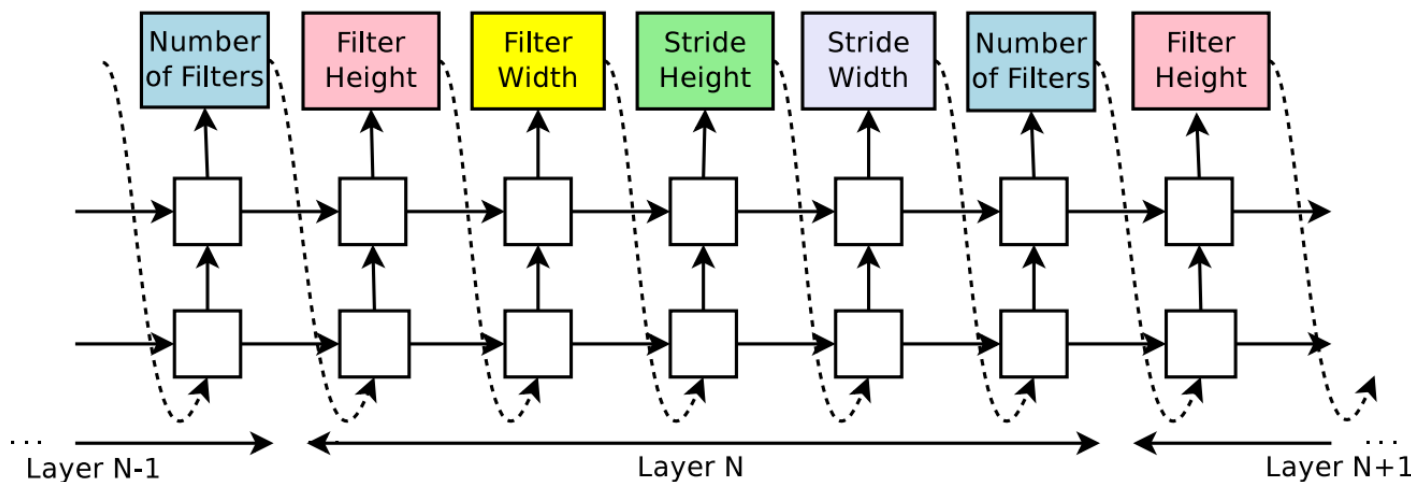 Number
of Filters
Filter
Height
Filter
Width
Stride
Height
Stride
Width
Number
of Filters
Filter
Height
...
Layer N-1
Layer N
...
Layer N+1